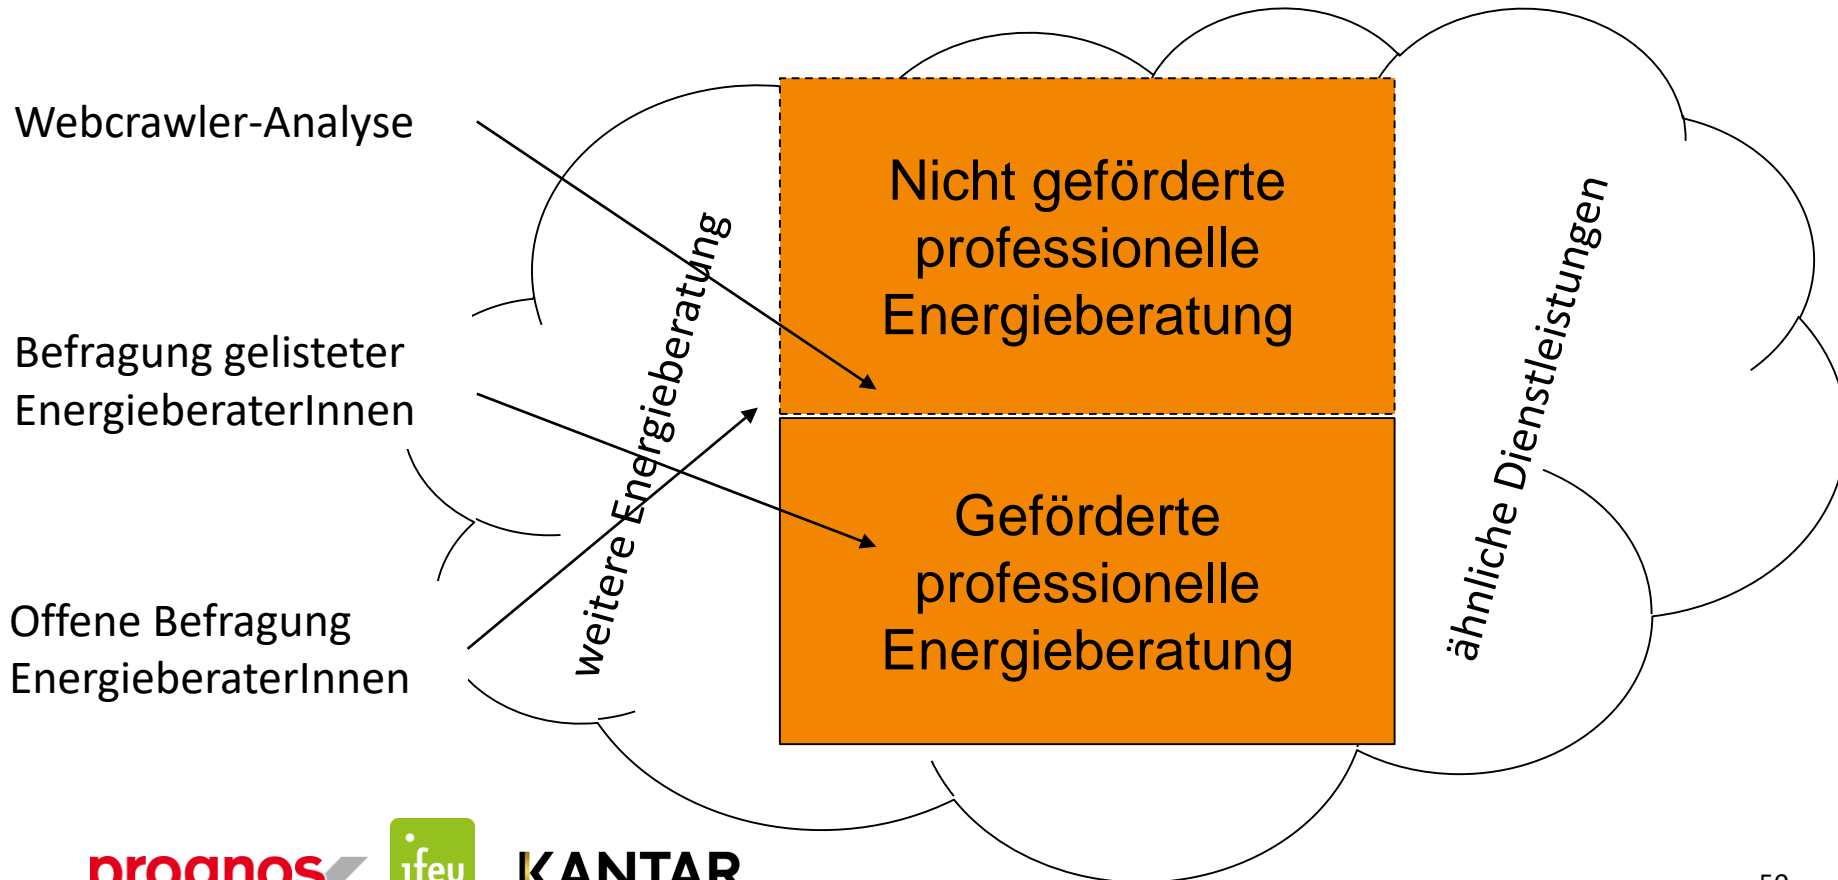 Webcrawler-Analyse
Befragung gelisteter
EnergieberaterInnen
Offene Befragung
EnergieberaterInnen
weitere Energieberatung
Nicht geförderte
professionelle
Energieberatung
Geförderte
professionelle
Energieberatung
ähnliche Dienstleistungen
prognos
ifeu
KANTAR